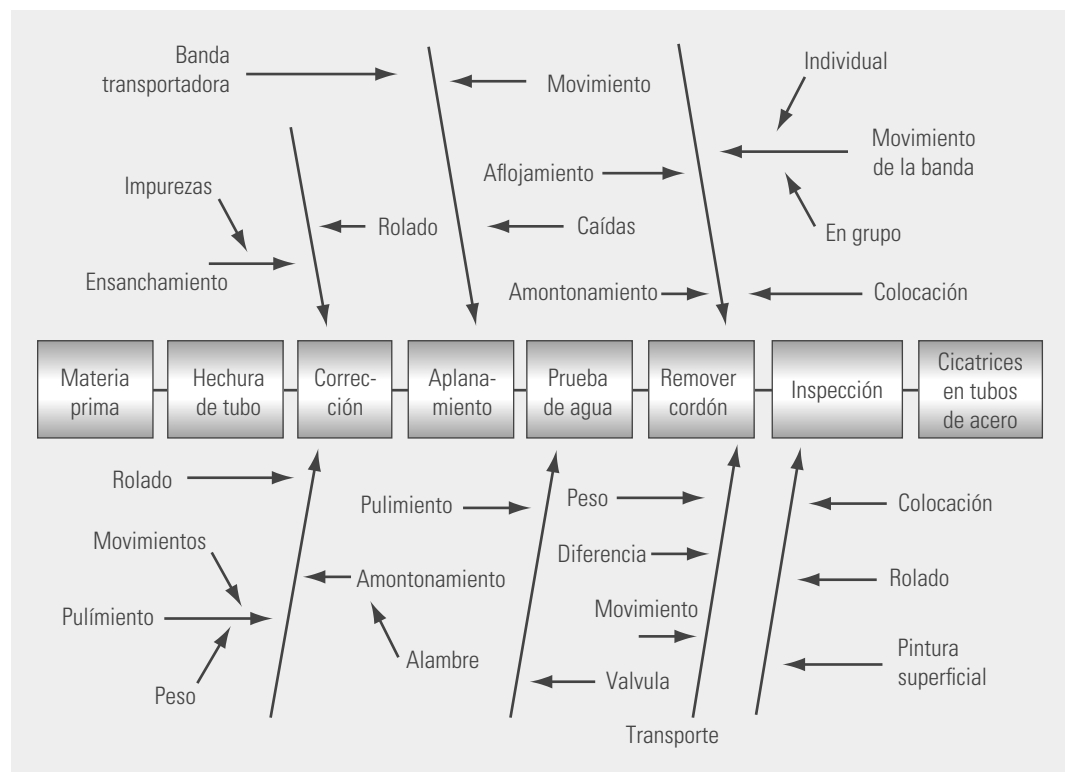 Banda
transportadora
Movimiento
Individual
Movimiento
de la banda
Aflojamiento
Impurezas
Rolado
Caídas
En grupo
Ensanchamiento
Amontonamiento
Colocación
Materia
prima
Hechura
de tubo
Correc-
ción
Aplana-
miento
Prueba
de agua
Remover
cordón
Inspección
Cicatrices
en tubos
de acero
Rolado
Pulimiento
Peso
Colocación
Movimientos
Diferencia
Amontonamiento
Rolado
Pulímiento
Movimiento
Alambre
Peso
Valvula
Pintura
superficial
Transporte